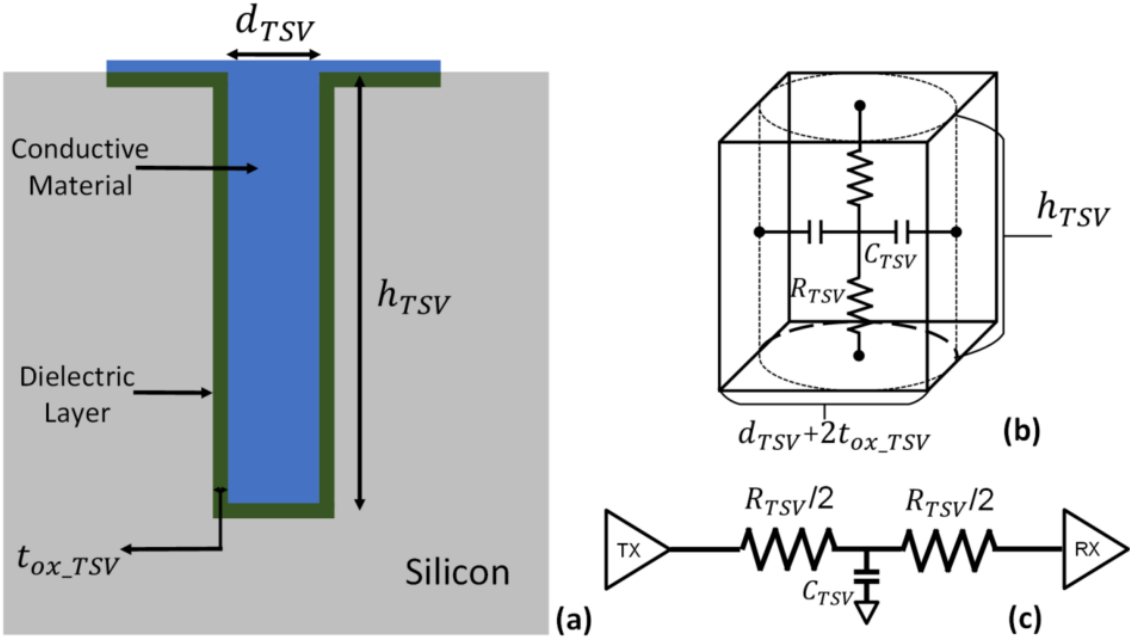 d_TSV
Conductive
Material
h_TSV
Dielectric
Layer
t_ox_TSV
Silicon
(a)
C_TSV
R_TSV
h_TSV
d_TSV+2t_ox_TSV
(b)
R_TSV/2
R_TSV/2
TX
RX
C_TSV
(c)